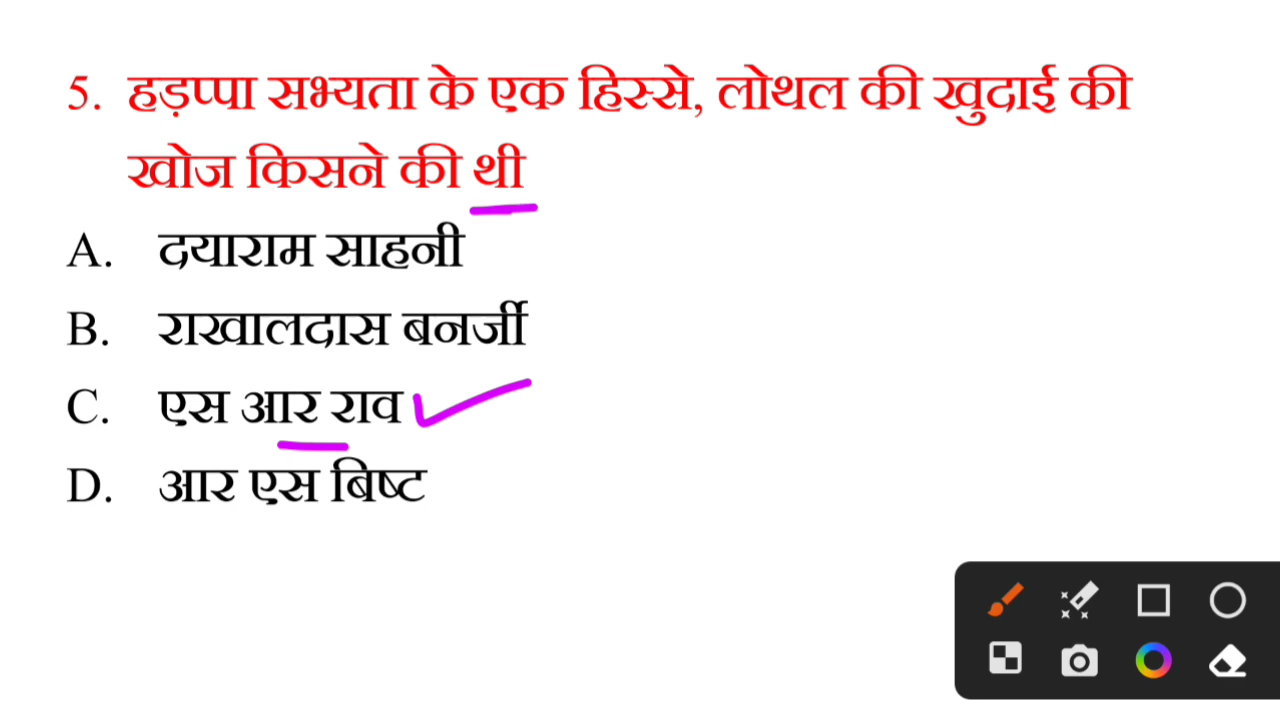 5. हड़प्पा सभ्यता के एक हिस्से, लोथल की खुदाई की
खोज किसने की थी
A. दयाराम साहनी
B. राखालदास बनर्जी
C. एस आर राव
D. आर एस बिष्ट